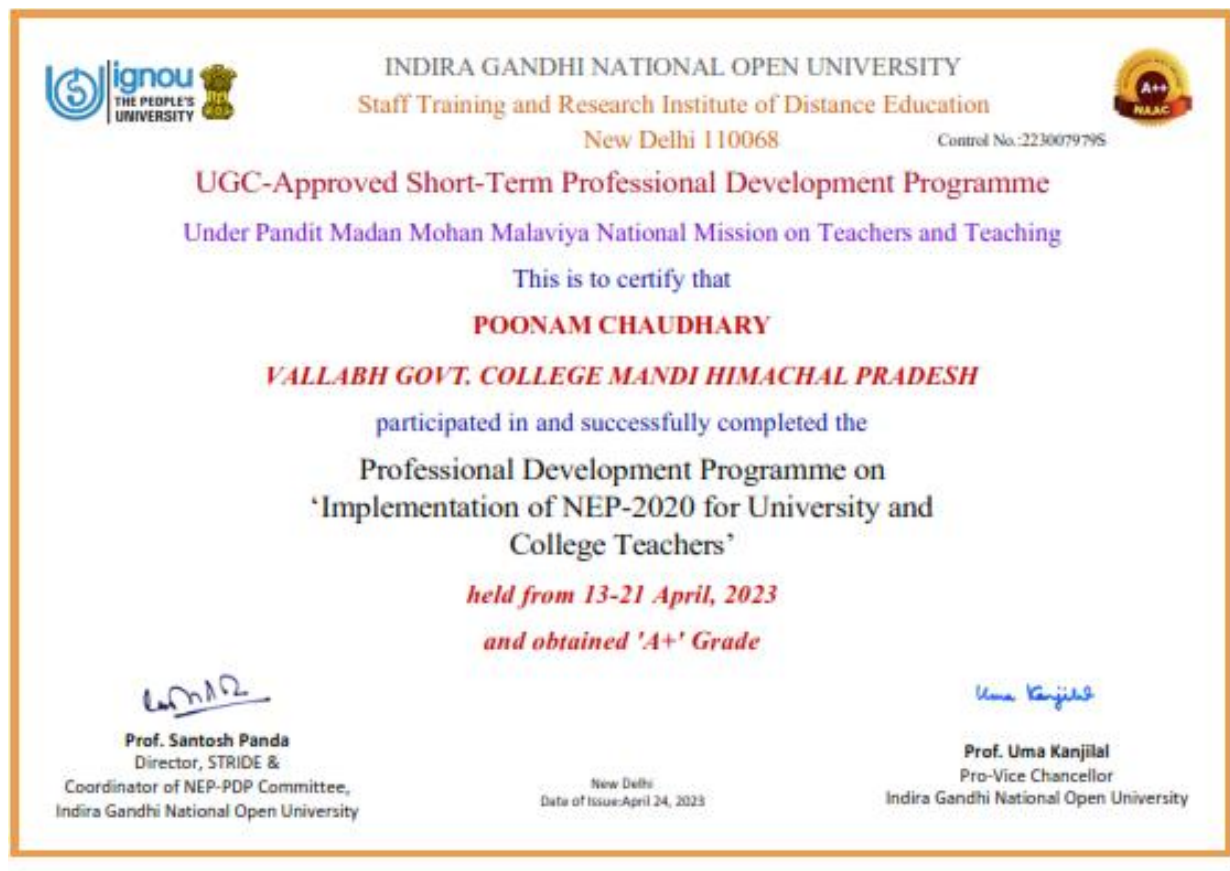 ignou
THE PEOPLE'S
UNIVERSITY
INDIRA GANDHI NATIONAL OPEN UNIVERSITY
Staff Training and Research Institute of Distance Education
New Delhi 110068
Control No.:223007979S
A++
NAAC
UGC-Approved Short-Term Professional Development Programme
Under Pandit Madan Mohan Malaviya National Mission on Teachers and Teaching
This is to certify that
POONAM CHAUDHARY
VALLABH GOVT. COLLEGE MANDI HIMACHAL PRADESH
participated in and successfully completed the
Professional Development Programme on
‘Implementation of NEP-2020 for University and
College Teachers’
held from 13-21 April, 2023
and obtained 'A+' Grade
Prof. Santosh Panda
Director, STRIDE &
Coordinator of NEP-PDP Committee,
Indira Gandhi National Open University
New Delhi
Date of Issue:April 24, 2023
Uma Kanjilal
Prof. Uma Kanjilal
Pro-Vice Chancellor
Indira Gandhi National Open University